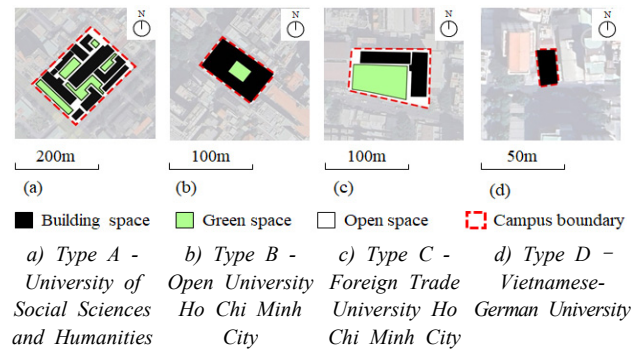 N N N N
200m 100m 100m 50m
(a) (b) (c) (d)
Building space Green space Open space Campus boundary
a) Type A -
University of
Social Sciences
and Humanities
b) Type B -
Open University
Ho Chi Minh
City
c) Type C -
Foreign Trade
University Ho
Chi Minh City
d) Type D –
Vietnamese-
German University